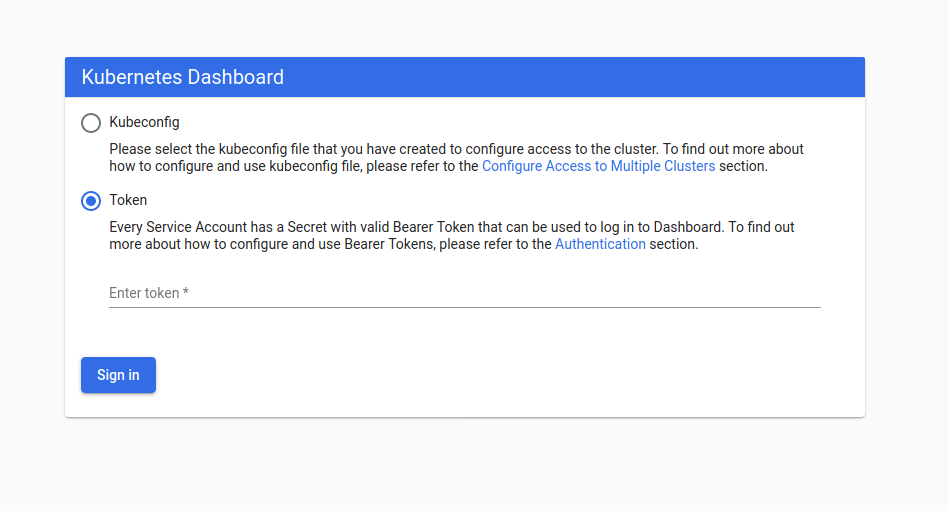 Kubernetes Dashboard
Kubeconfig
Please select the kubeconfig file that you have created to configure access to the cluster. To find out more about
how to configure and use kubeconfig file, please refer to the Configure Access to Multiple Clusters section.
Token
Every Service Account has a Secret with valid Bearer Token that can be used to log in to Dashboard. To find out
more about how to configure and use Bearer Tokens, please refer to the Authentication section.
Enter token *
Sign in